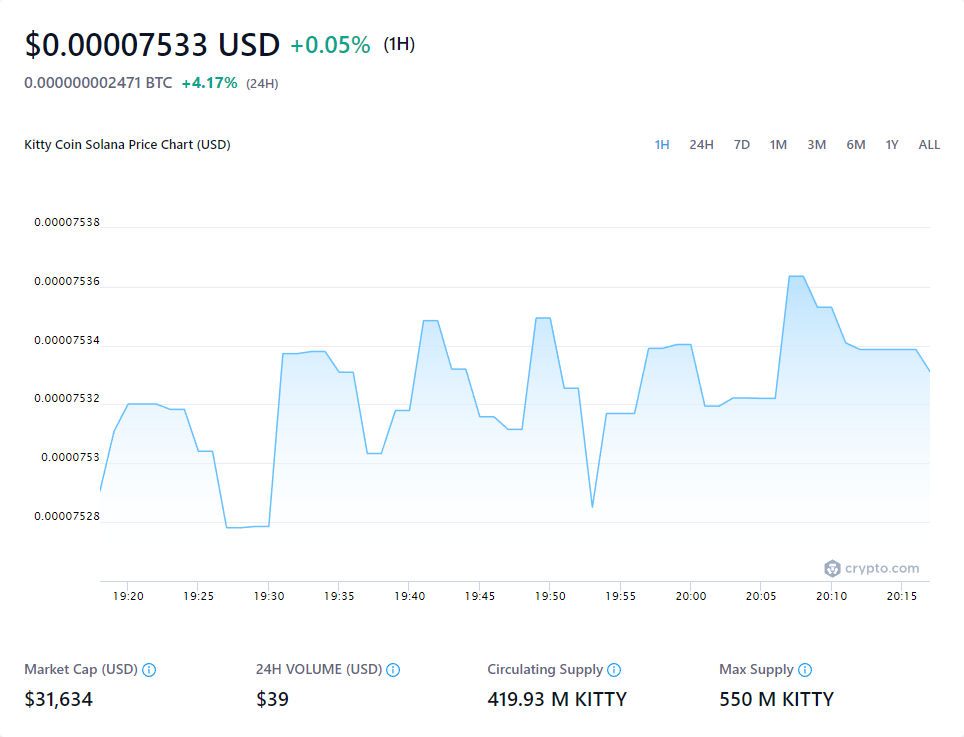 $0.00007533 USD +0.05% (1H)
0.000000002471 BTC +4.17% (24H)
Kitty Coin Solana Price Chart (USD)
1H 24H 7D 1M 3M 6M 1Y ALL
0.00007538
0.00007536
0.00007534
0.00007532
0.0000753
0.00007528
crypto.com
19:20 19:25 19:30 19:35 19:40 19:45 19:50 19:55 20:00 20:05 20:10 20:15
Market Cap (USD) 24H VOLUME (USD) Circulating Supply Max Supply
$31,634 $39 419.93 M KITTY 550 M KITTY